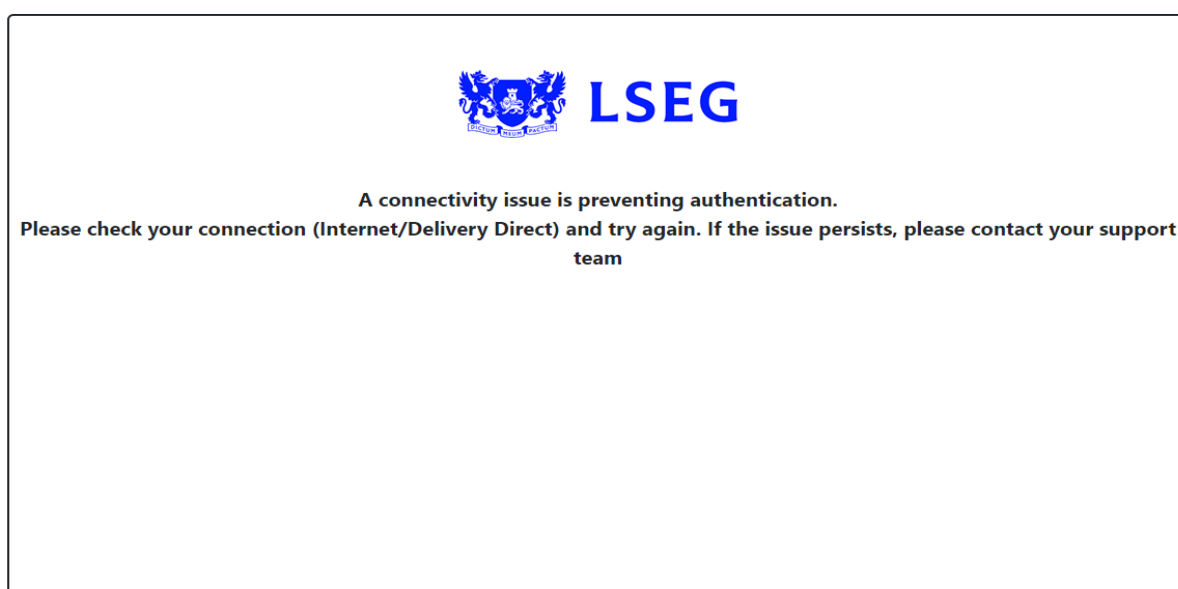 LSEG
DICTUM MEUM PACTUM
A connectivity issue is preventing authentication.
Please check your connection (Internet/Delivery Direct) and try again. If the issue persists, please contact your support
team